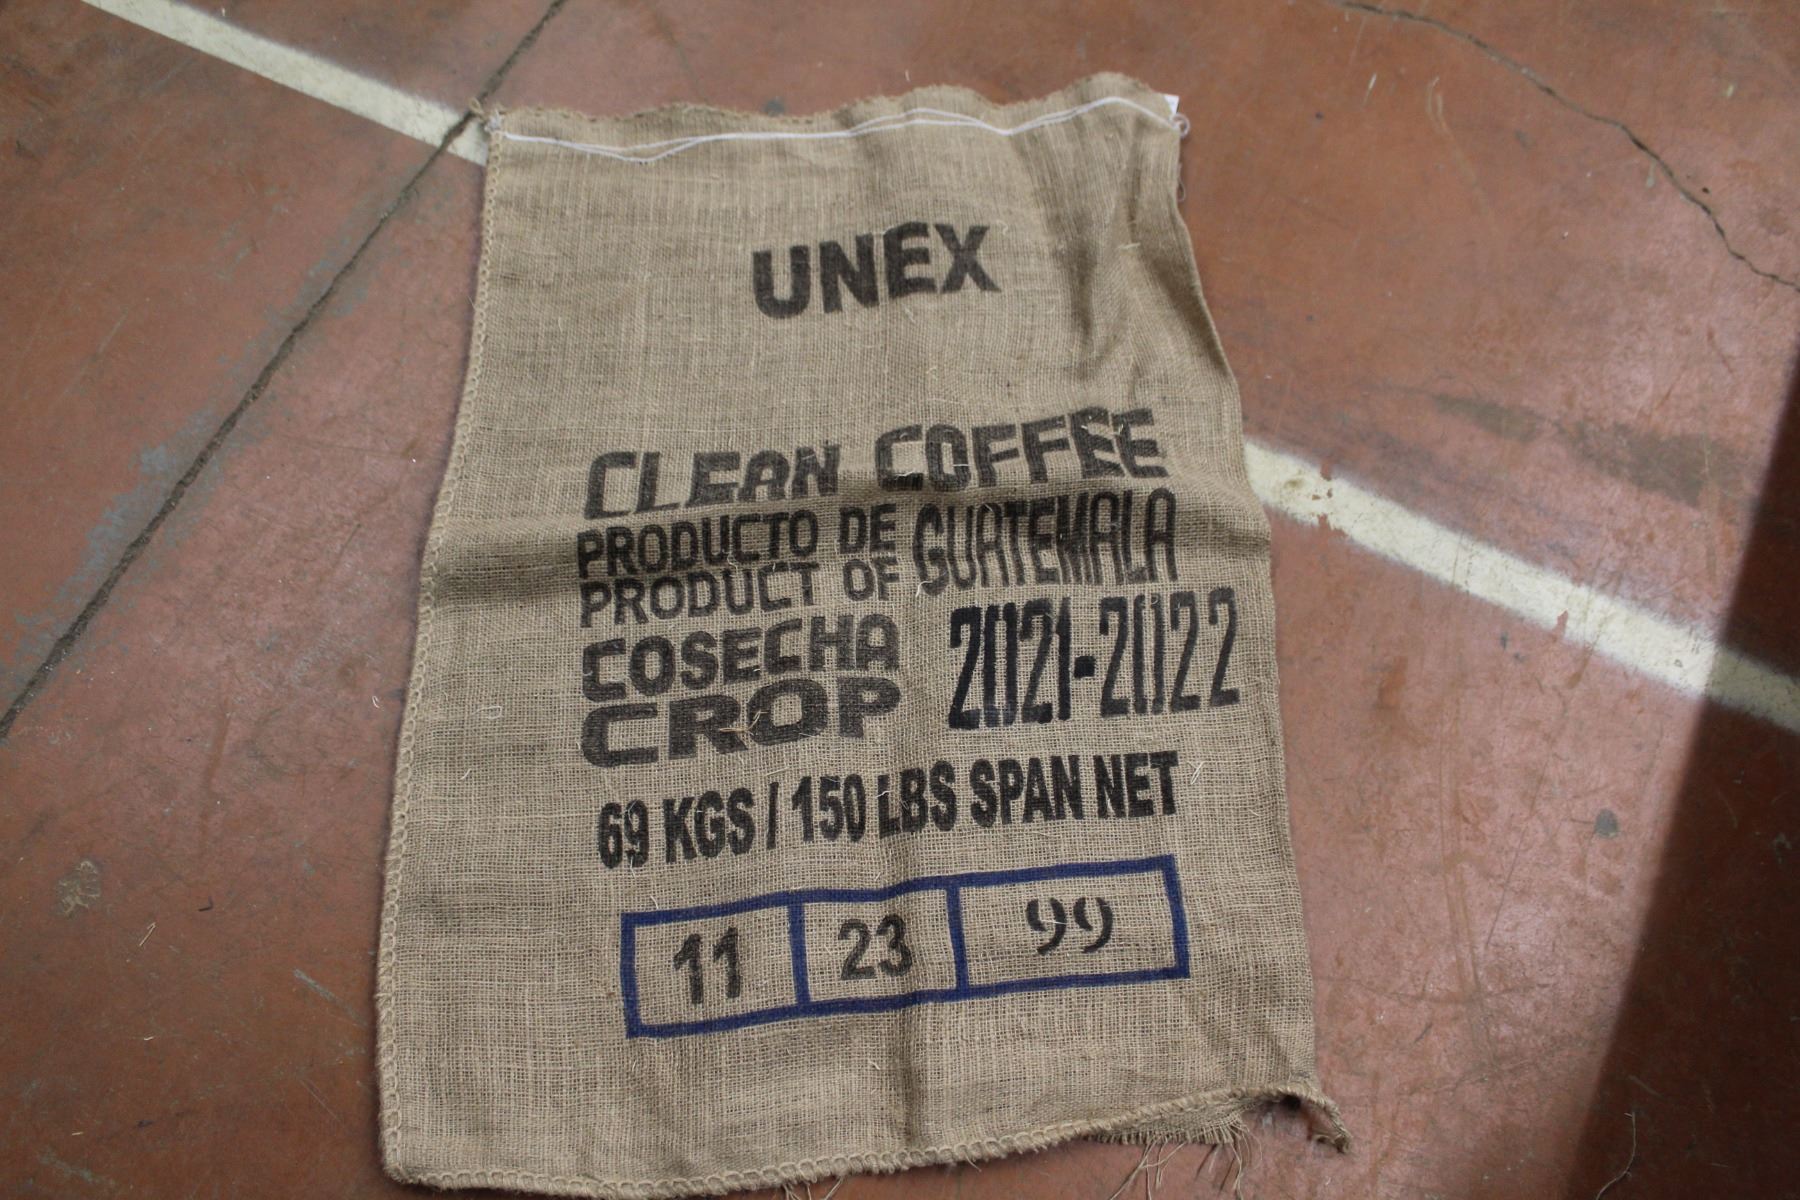 UNEX
CLEAN COFFEE
PRODUCTO DE GUATEMALA
PRODUCT OF
COSECHA 2021-2022
CROP
69 KGS / 150 LBS SPAN NET
11 23 99